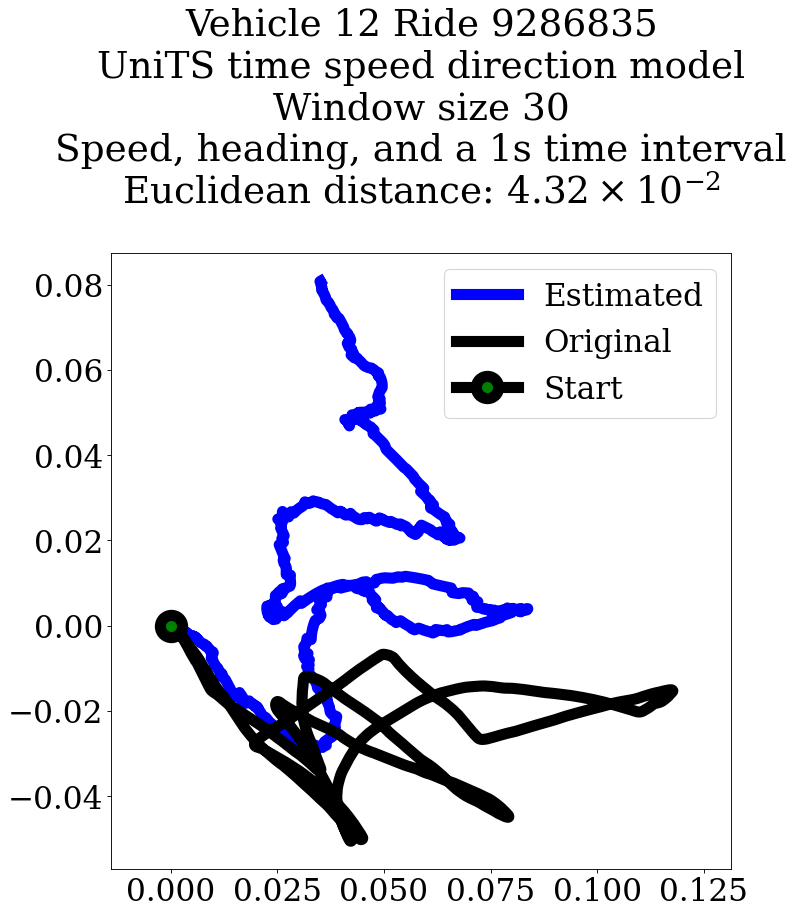 Vehicle 12 Ride 9286835
UniTS time speed direction model
Window size 30
Speed, heading, and a 1s time interval
Euclidean distance: 4.32 × 10⁻²
Estimated
Original
Start
0.08
0.06
0.04
0.02
0.00
−0.02
−0.04
0.000 0.025 0.050 0.075 0.100 0.125